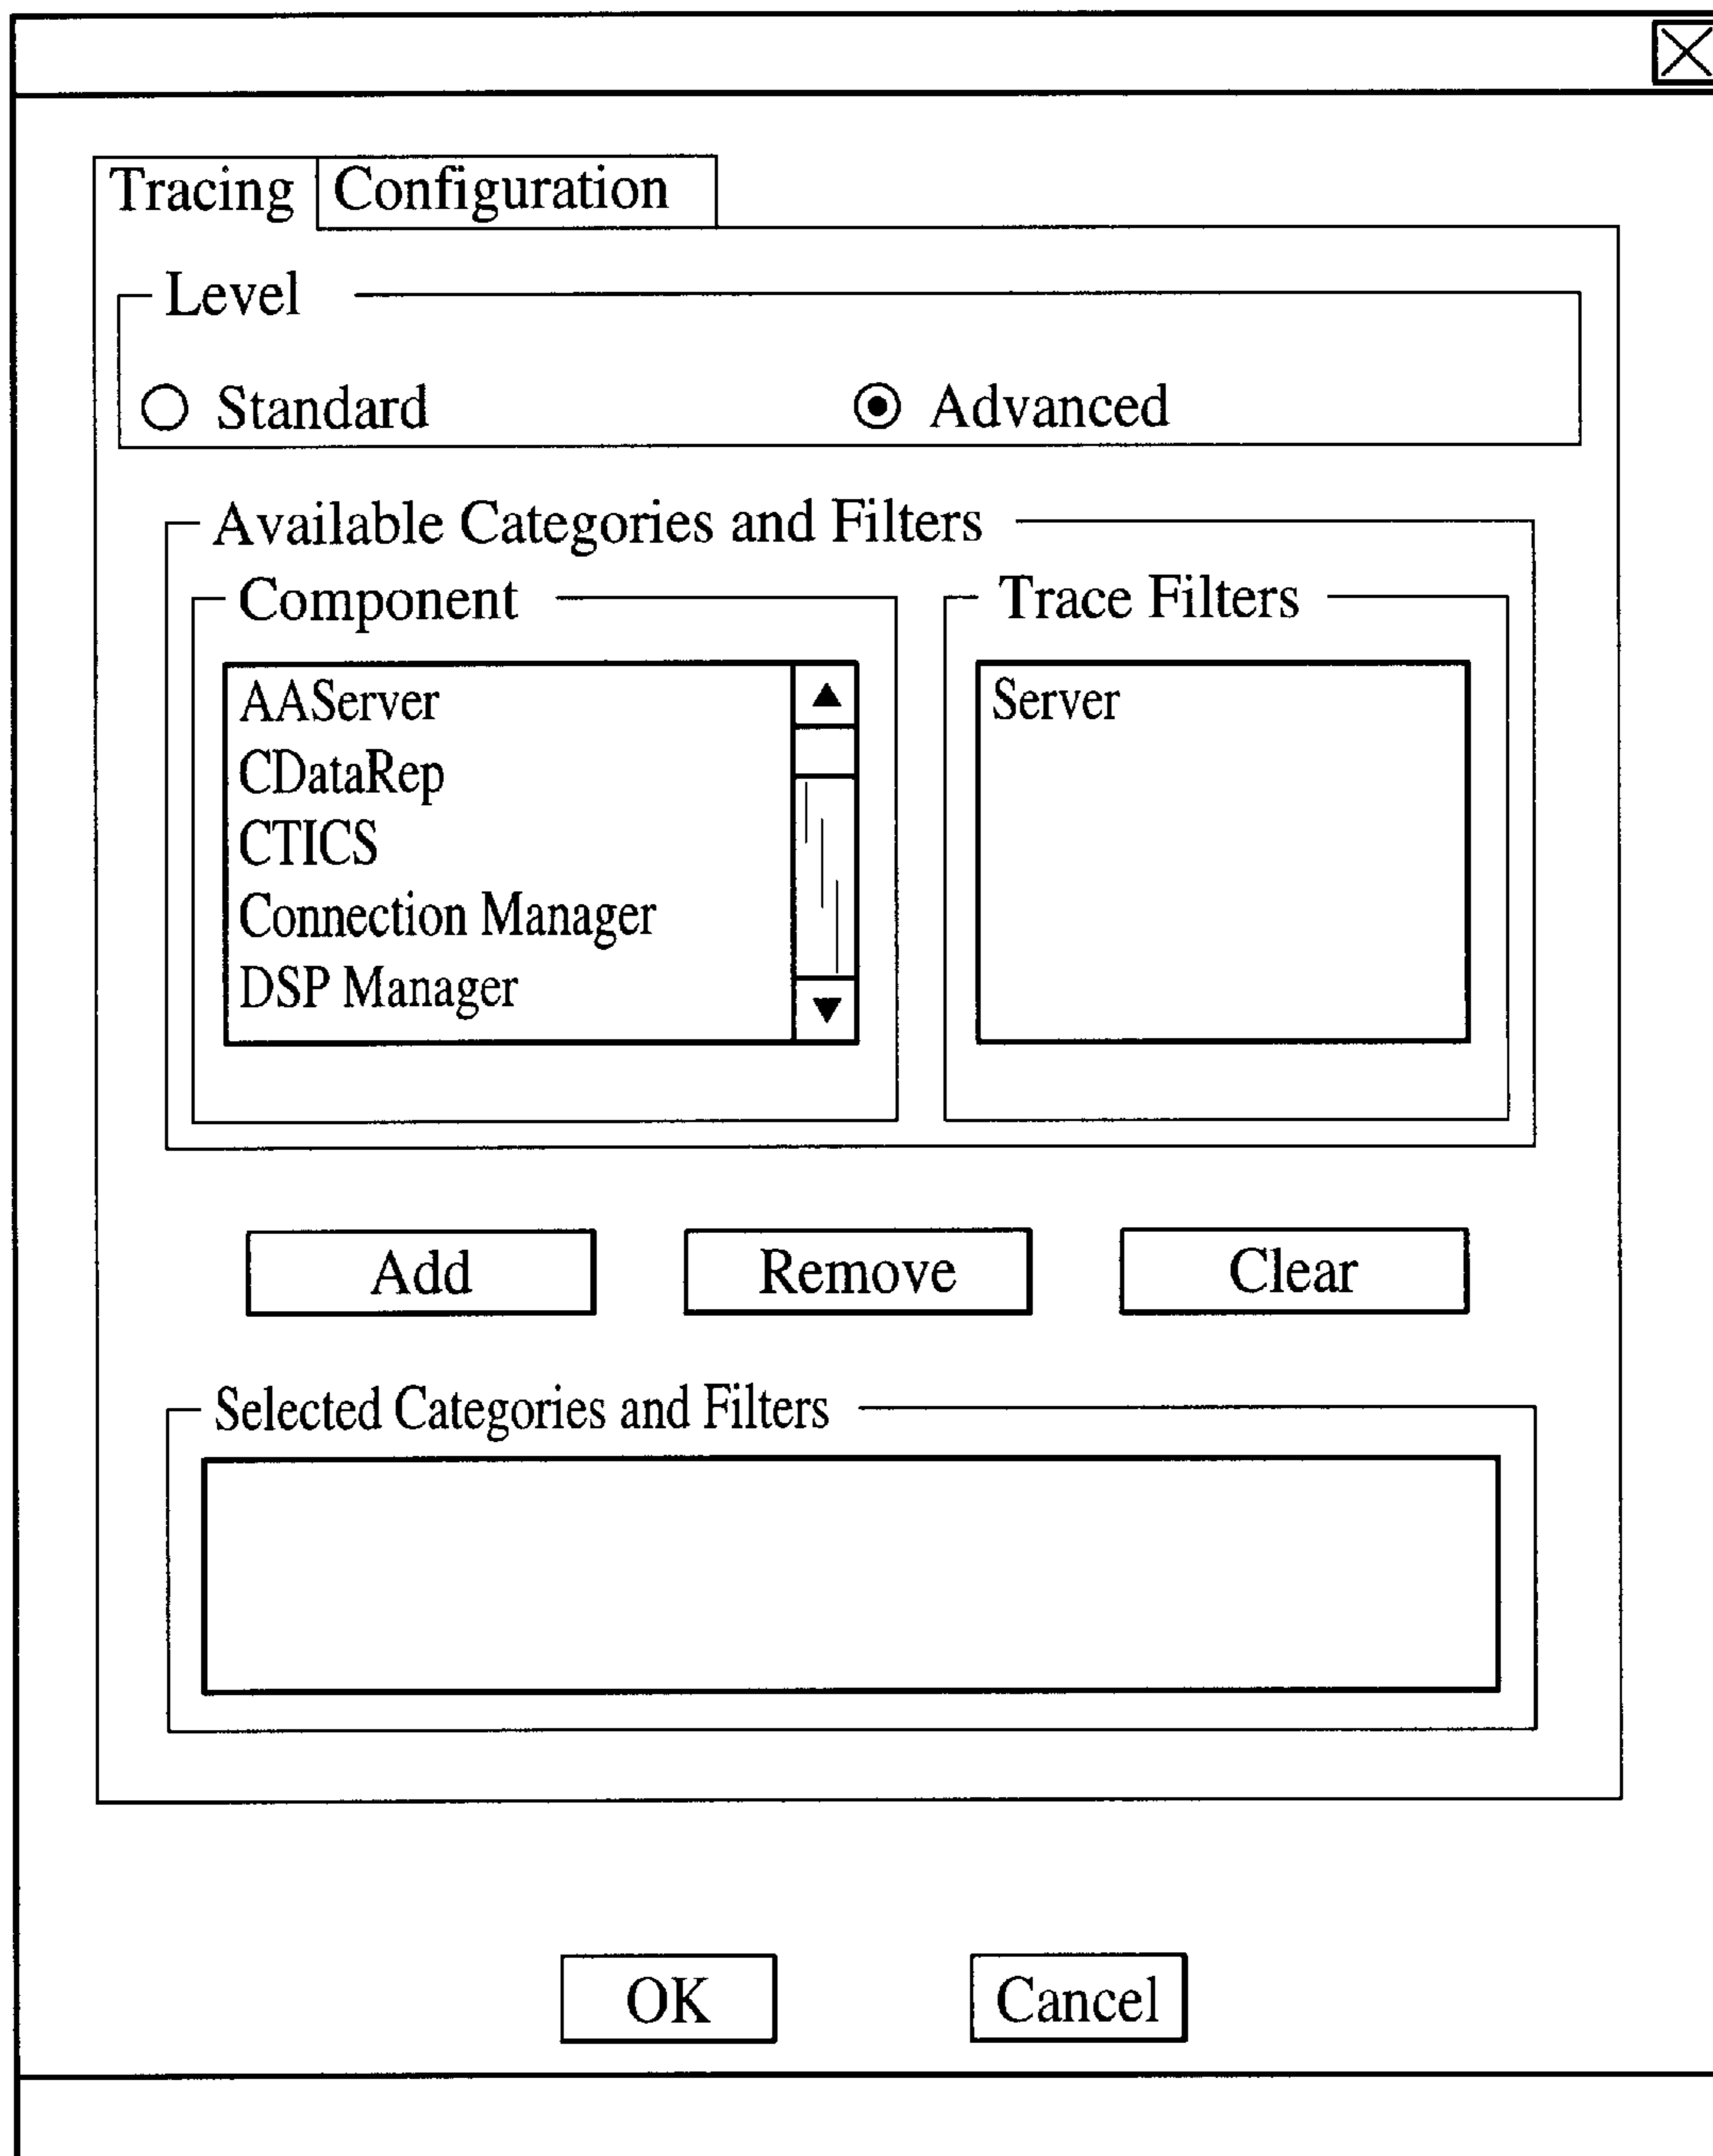 Tracing Configuration
Level
Standard Advanced
Available Categories and Filters
Component Trace Filters
AAServer Server
CDataRep
CTICS
Connection Manager
DSP Manager
Add Remove Clear
Selected Categories and Filters
OK Cancel